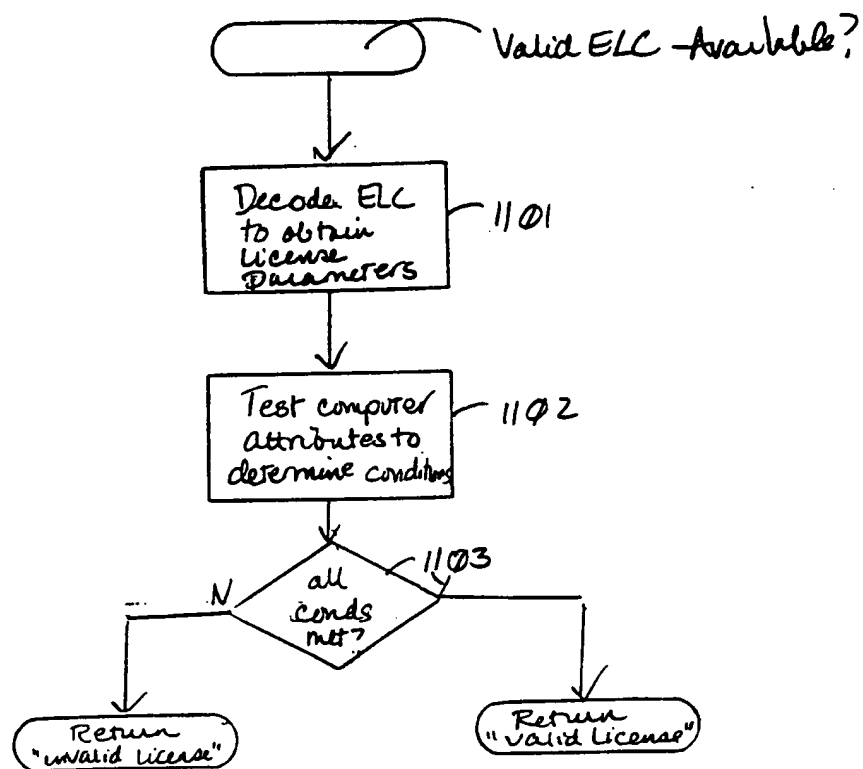 Valid ELC Available?
Decode ELC
to obtain
License
Parameters
1101
Test computer
attributes to
determine conditions
1102
1103
N
all
conds
met?
Return
"invalid License"
Return
"valid License"